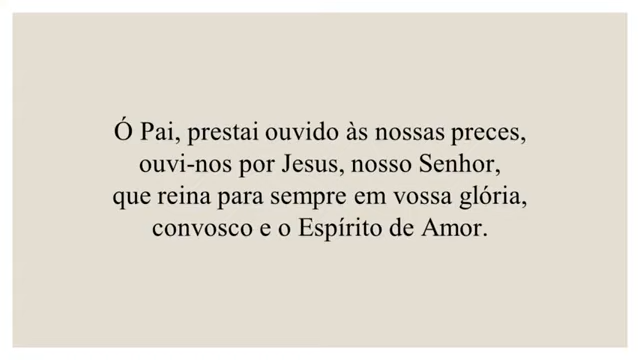 Ó Pai, prestai ouvido às nossas preces,
ouvi-nos por Jesus, nosso Senhor,
que reina para sempre em vossa glória,
convosco e o Espírito de Amor.